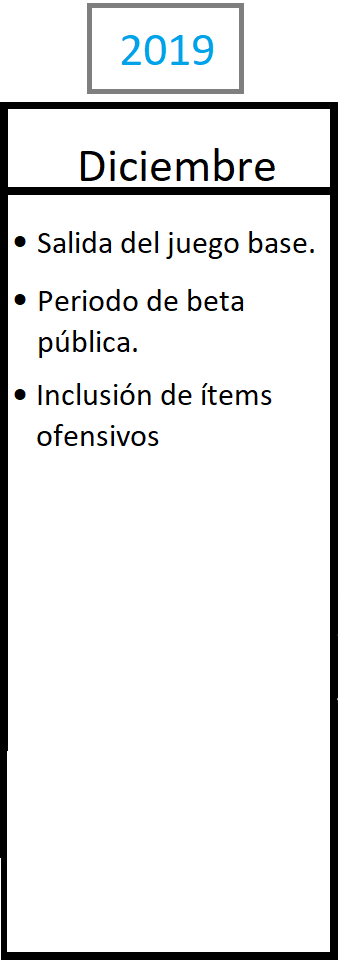 2019
Diciembre
• Salida del juego base.
• Periodo de beta
pública.
• Inclusión de ítems
ofensivos